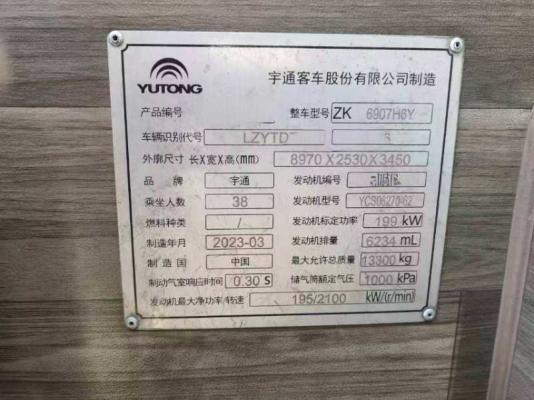 YUTONG
宇通客车股份有限公司制造
产品编号 整车型号 ZK 6907H6Y
车辆识别代号 LZYTD
外廓尺寸 长X宽X高(mm) 8970X2530X3450
品 牌 宇通 发动机编号
乘坐人数 38 发动机型号 YCS06270-62
燃料种类 / 发动机标定功率 199 kW
制造年月 2023-03 发动机排量 6234 mL
制造国 中国 最大允许总质量 13300 kg
制动气室响应时间 0.30 S 储气筒额定气压 1000 kPa
发动机最大净功率/转速 195/2100 kW/(r/min)